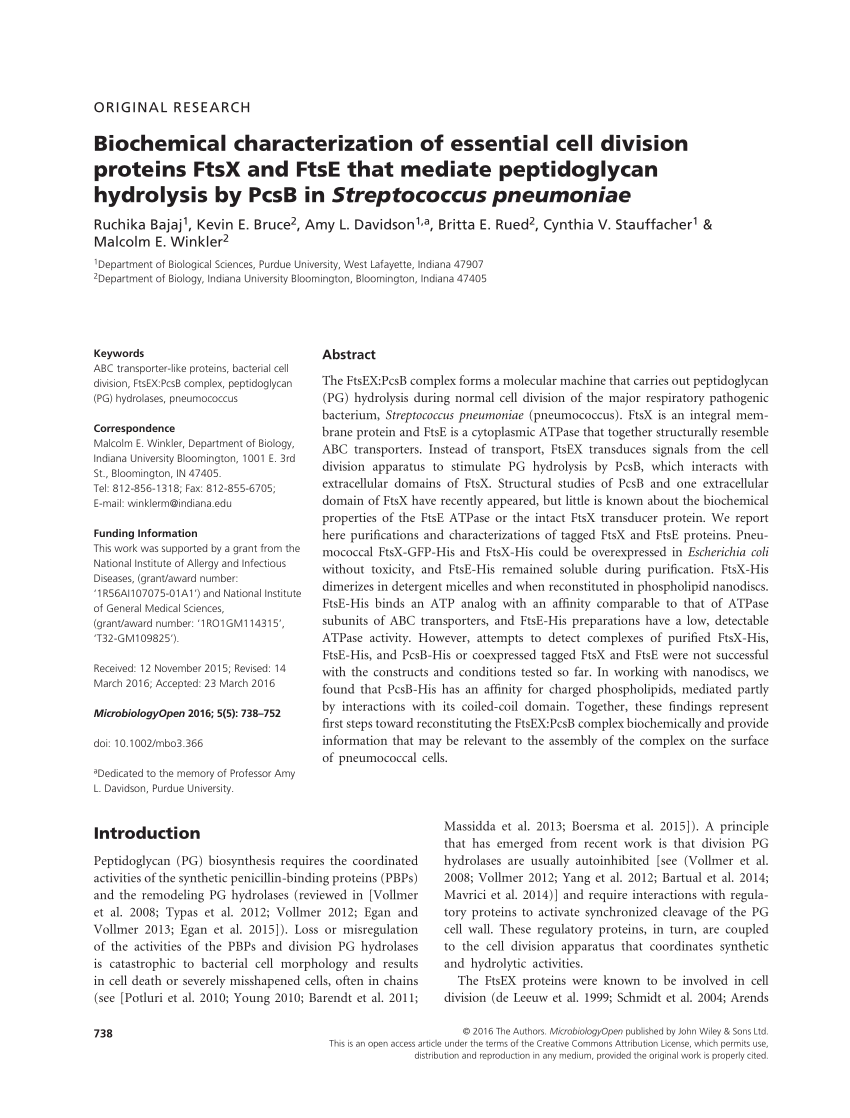 ORIGINAL RESEARCH
Biochemical characterization of essential cell division
proteins FtsX and FtsE that mediate peptidoglycan
hydrolysis by PcsB in Streptococcus pneumoniae
Ruchika Bajaj1, Kevin E. Bruce2, Amy L. Davidson1,a, Britta E. Rued2, Cynthia V. Stauffacher1 &
Malcolm E. Winkler2
1Department of Biological Sciences, Purdue University, West Lafayette, Indiana 47907
2Department of Biology, Indiana University Bloomington, Bloomington, Indiana 47405
Keywords
ABC transporter-like proteins, bacterial cell
division, FtsEX:PcsB complex, peptidoglycan
(PG) hydrolases, pneumococcus
Correspondence
Malcolm E. Winkler, Department of Biology,
Indiana University Bloomington, 1001 E. 3rd
St., Bloomington, IN 47405.
Tel: 812-856-1318; Fax: 812-855-6705;
E-mail: winklerm@indiana.edu
Funding Information
This work was supported by a grant from the
National Institute of Allergy and Infectious
Diseases, (grant/award number:
‘1R56AI107075-01A1’) and National Institute
of General Medical Sciences,
(grant/award number: ‘1RO1GM114315’,
‘T32-GM109825’).
Received: 12 November 2015; Revised: 14
March 2016; Accepted: 23 March 2016
MicrobiologyOpen 2016; 5(5): 738–752
doi: 10.1002/mbo3.366
aDedicated to the memory of Professor Amy
L. Davidson, Purdue University.
Abstract
The FtsEX:PcsB complex forms a molecular machine that carries out peptidoglycan
(PG) hydrolysis during normal cell division of the major respiratory pathogenic
bacterium, Streptococcus pneumoniae (pneumococcus). FtsX is an integral mem-
brane protein and FtsE is a cytoplasmic ATPase that together structurally resemble
ABC transporters. Instead of transport, FtsEX transduces signals from the cell
division apparatus to stimulate PG hydrolysis by PcsB, which interacts with
extracellular domains of FtsX. Structural studies of PcsB and one extracellular
domain of FtsX have recently appeared, but little is known about the biochemical
properties of the FtsE ATPase or the intact FtsX transducer protein. We report
here purifications and characterizations of tagged FtsX and FtsE proteins. Pneu-
mococcal FtsX-GFP-His and FtsX-His could be overexpressed in Escherichia coli
without toxicity, and FtsE-His remained soluble during purification. FtsX-His
dimerizes in detergent micelles and when reconstituted in phospholipid nanodiscs.
FtsE-His binds an ATP analog with an affinity comparable to that of ATPase
subunits of ABC transporters, and FtsE-His preparations have a low, detectable
ATPase activity. However, attempts to detect complexes of purified FtsX-His,
FtsE-His, and PcsB-His or coexpressed tagged FtsX and FtsE were not successful
with the constructs and conditions tested so far. In working with nanodiscs, we
found that PcsB-His has an affinity for charged phospholipids, mediated partly
by interactions with its coiled-coil domain. Together, these findings represent
first steps toward reconstituting the FtsEX:PcsB complex biochemically and provide
information that may be relevant to the assembly of the complex on the surface
of pneumococcal cells.
Introduction
Peptidoglycan (PG) biosynthesis requires the coordinated
activities of the synthetic penicillin-binding proteins (PBPs)
and the remodeling PG hydrolases (reviewed in [Vollmer
et al. 2008; Typas et al. 2012; Vollmer 2012; Egan and
Vollmer 2013; Egan et al. 2015]). Loss or misregulation
of the activities of the PBPs and division PG hydrolases
is catastrophic to bacterial cell morphology and results
in cell death or severely misshapened cells, often in chains
(see [Potluri et al. 2010; Young 2010; Barendt et al. 2011;
Massidda et al. 2013; Boersma et al. 2015]). A principle
that has emerged from recent work is that division PG
hydrolases are usually autoinhibited [see (Vollmer et al.
2008; Vollmer 2012; Yang et al. 2012; Bartual et al. 2014;
Mavrici et al. 2014)] and require interactions with regula-
tory proteins to activate synchronized cleavage of the PG
cell wall. These regulatory proteins, in turn, are coupled
to the cell division apparatus that coordinates synthetic
and hydrolytic activities.
The FtsEX proteins were known to be involved in cell
division (de Leeuw et al. 1999; Schmidt et al. 2004; Arends
738
© 2016 The Authors. MicrobiologyOpen published by John Wiley & Sons Ltd.
This is an open access article under the terms of the Creative Commons Attribution License, which permits use,
distribution and reproduction in any medium, provided the original work is properly cited.